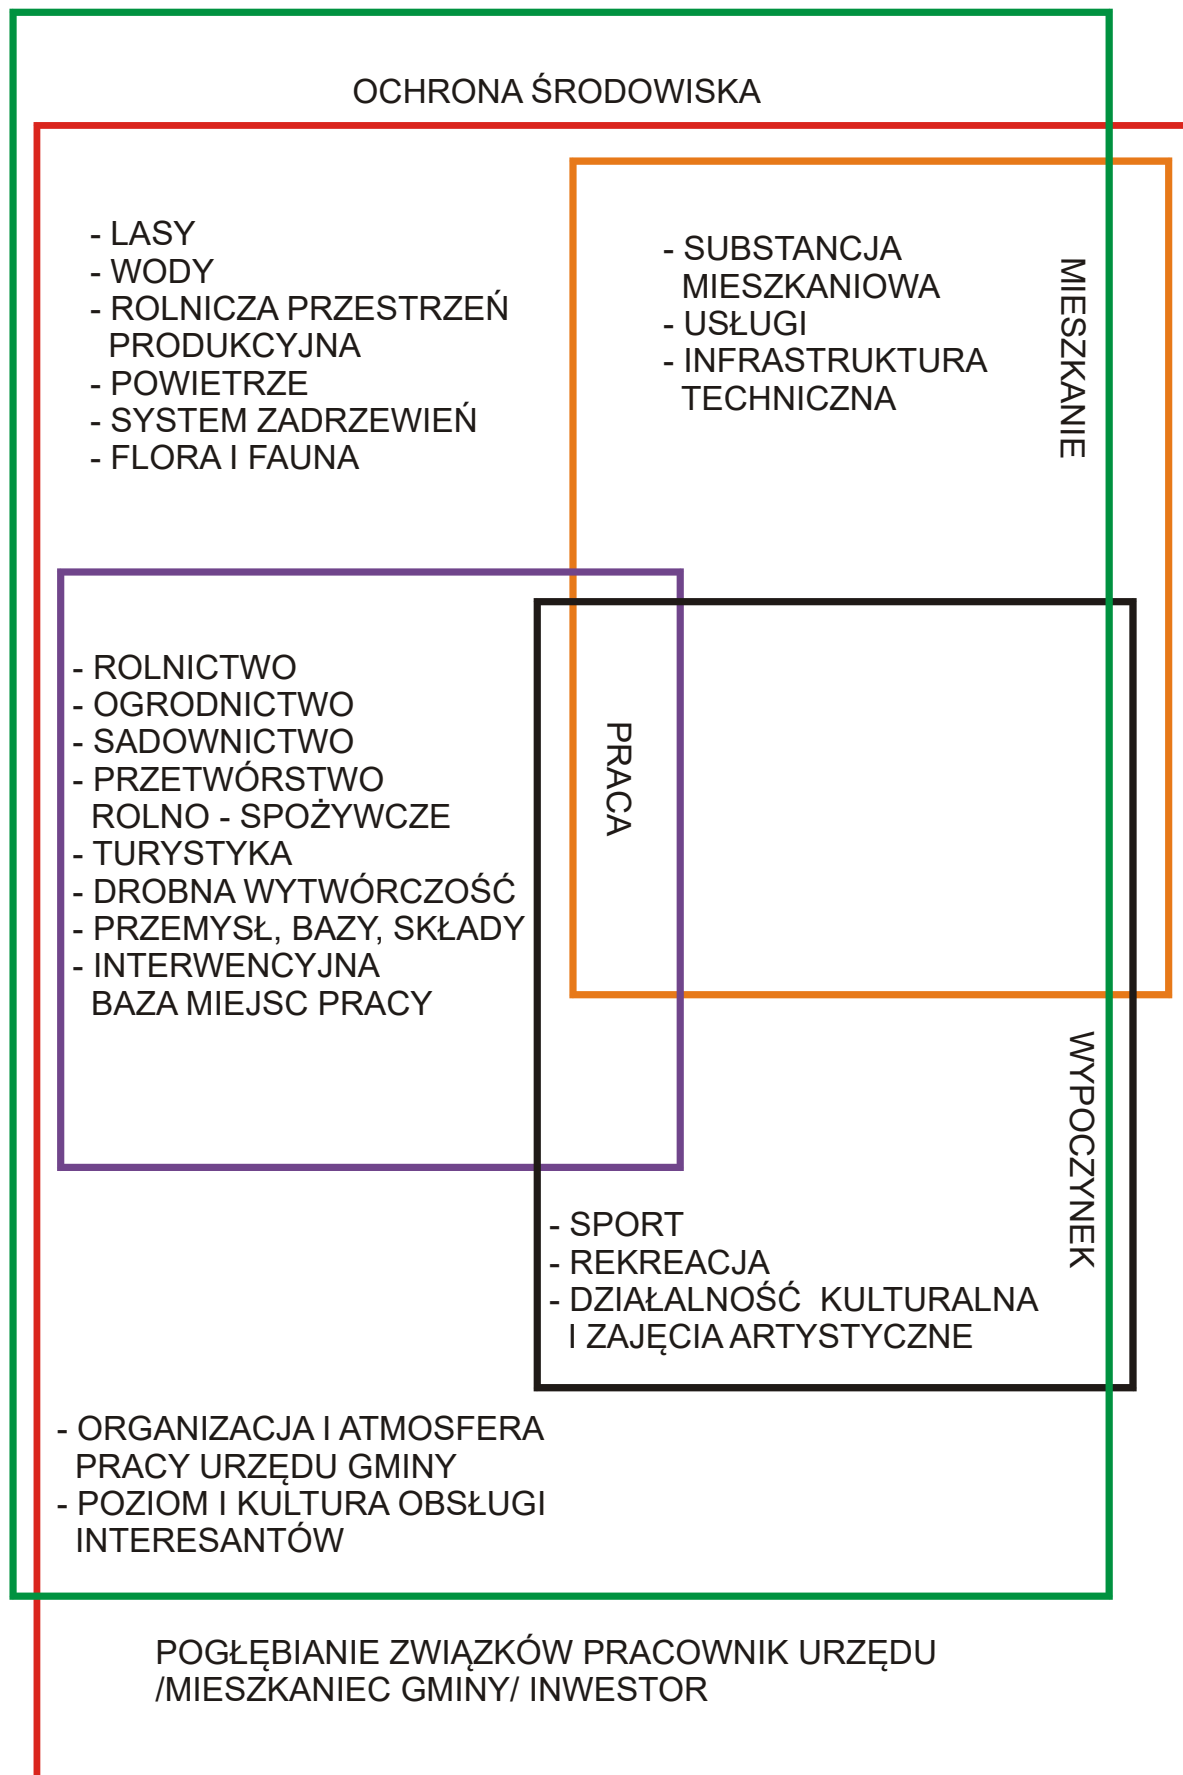 OCHRONA ŚRODOWISKA
- LASY
- WODY
- ROLNICZA PRZESTRZEŃ
PRODUKCYJNA
- POWIETRZE
- SYSTEM ZADRZEWIEŃ
- FLORA I FAUNA
- SUBSTANCJA
MIESZKANIOWA
- USŁUGI
- INFRASTRUKTURA
TECHNICZNA
MIESZKANIE
- ROLNICTWO
- OGRODNICTWO
- SADOWNICTWO
- PRZETWÓRSTWO
ROLNO - SPOŻYWCZE
- TURYSTYKA
- DROBNA WYTWÓRCZOŚĆ
- PRZEMYSŁ, BAZY, SKŁADY
- INTERWENCYJNA
BAZA MIEJSC PRACY
PRACA
WYPOCZYNEK
- SPORT
- REKREACJA
- DZIAŁALNOŚĆ  KULTURALNA
I ZAJĘCIA ARTYSTYCZNE
- ORGANIZACJA I ATMOSFERA
PRACY URZĘDU GMINY
- POZIOM I KULTURA OBSŁUGI
INTERESANTÓW
POGŁĘBIANIE ZWIĄZKÓW PRACOWNIK URZĘDU
/MIESZKANIEC GMINY/ INWESTOR